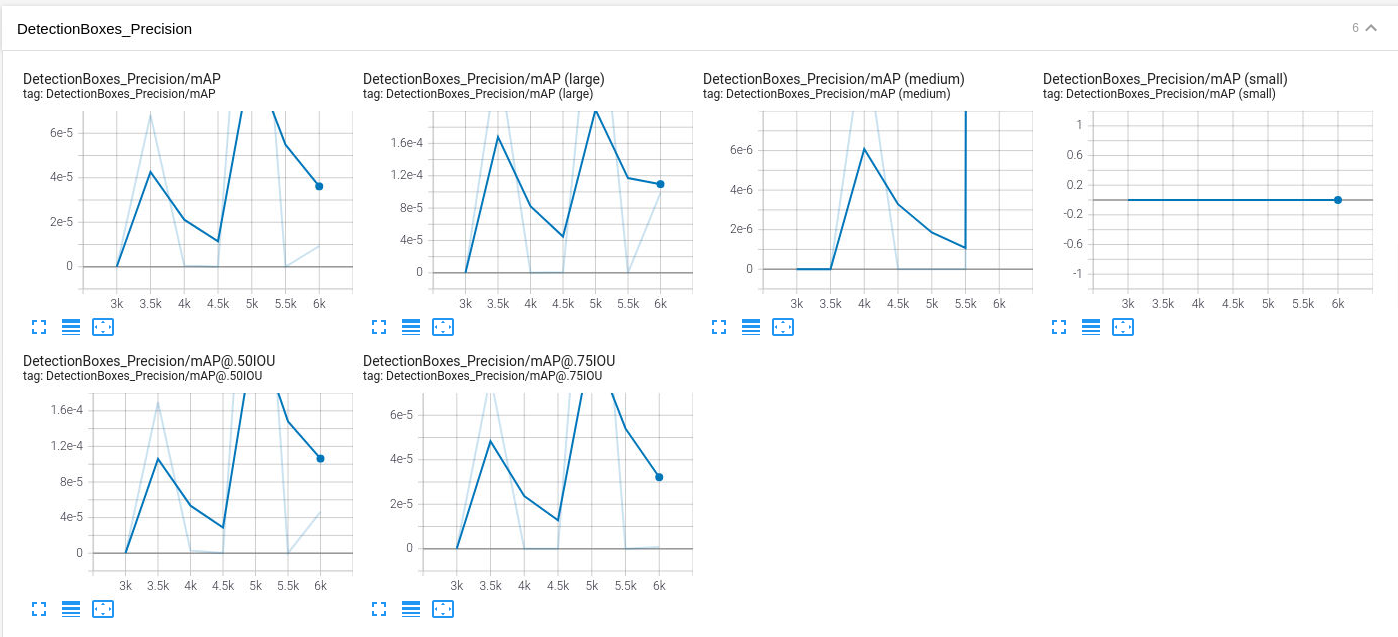 DetectionBoxes_Precision
6
DetectionBoxes_Precision/mAP
tag: DetectionBoxes_Precision/mAP
6e-5
4e-5
2e-5
0
3k 3.5k 4k 4.5k 5k 5.5k 6k
DetectionBoxes_Precision/mAP (large)
tag: DetectionBoxes_Precision/mAP (large)
1.6e-4
1.2e-4
8e-5
4e-5
0
3k 3.5k 4k 4.5k 5k 5.5k 6k
DetectionBoxes_Precision/mAP (medium)
tag: DetectionBoxes_Precision/mAP (medium)
6e-6
4e-6
2e-6
0
3k 3.5k 4k 4.5k 5k 5.5k 6k
DetectionBoxes_Precision/mAP (small)
tag: DetectionBoxes_Precision/mAP (small)
1
0.6
0.2
-0.2
-0.6
-1
3k 3.5k 4k 4.5k 5k 5.5k 6k
DetectionBoxes_Precision/mAP@.50IOU
tag: DetectionBoxes_Precision/mAP@.50IOU
1.6e-4
1.2e-4
8e-5
4e-5
0
3k 3.5k 4k 4.5k 5k 5.5k 6k
DetectionBoxes_Precision/mAP@.75IOU
tag: DetectionBoxes_Precision/mAP@.75IOU
6e-5
4e-5
2e-5
0
3k 3.5k 4k 4.5k 5k 5.5k 6k